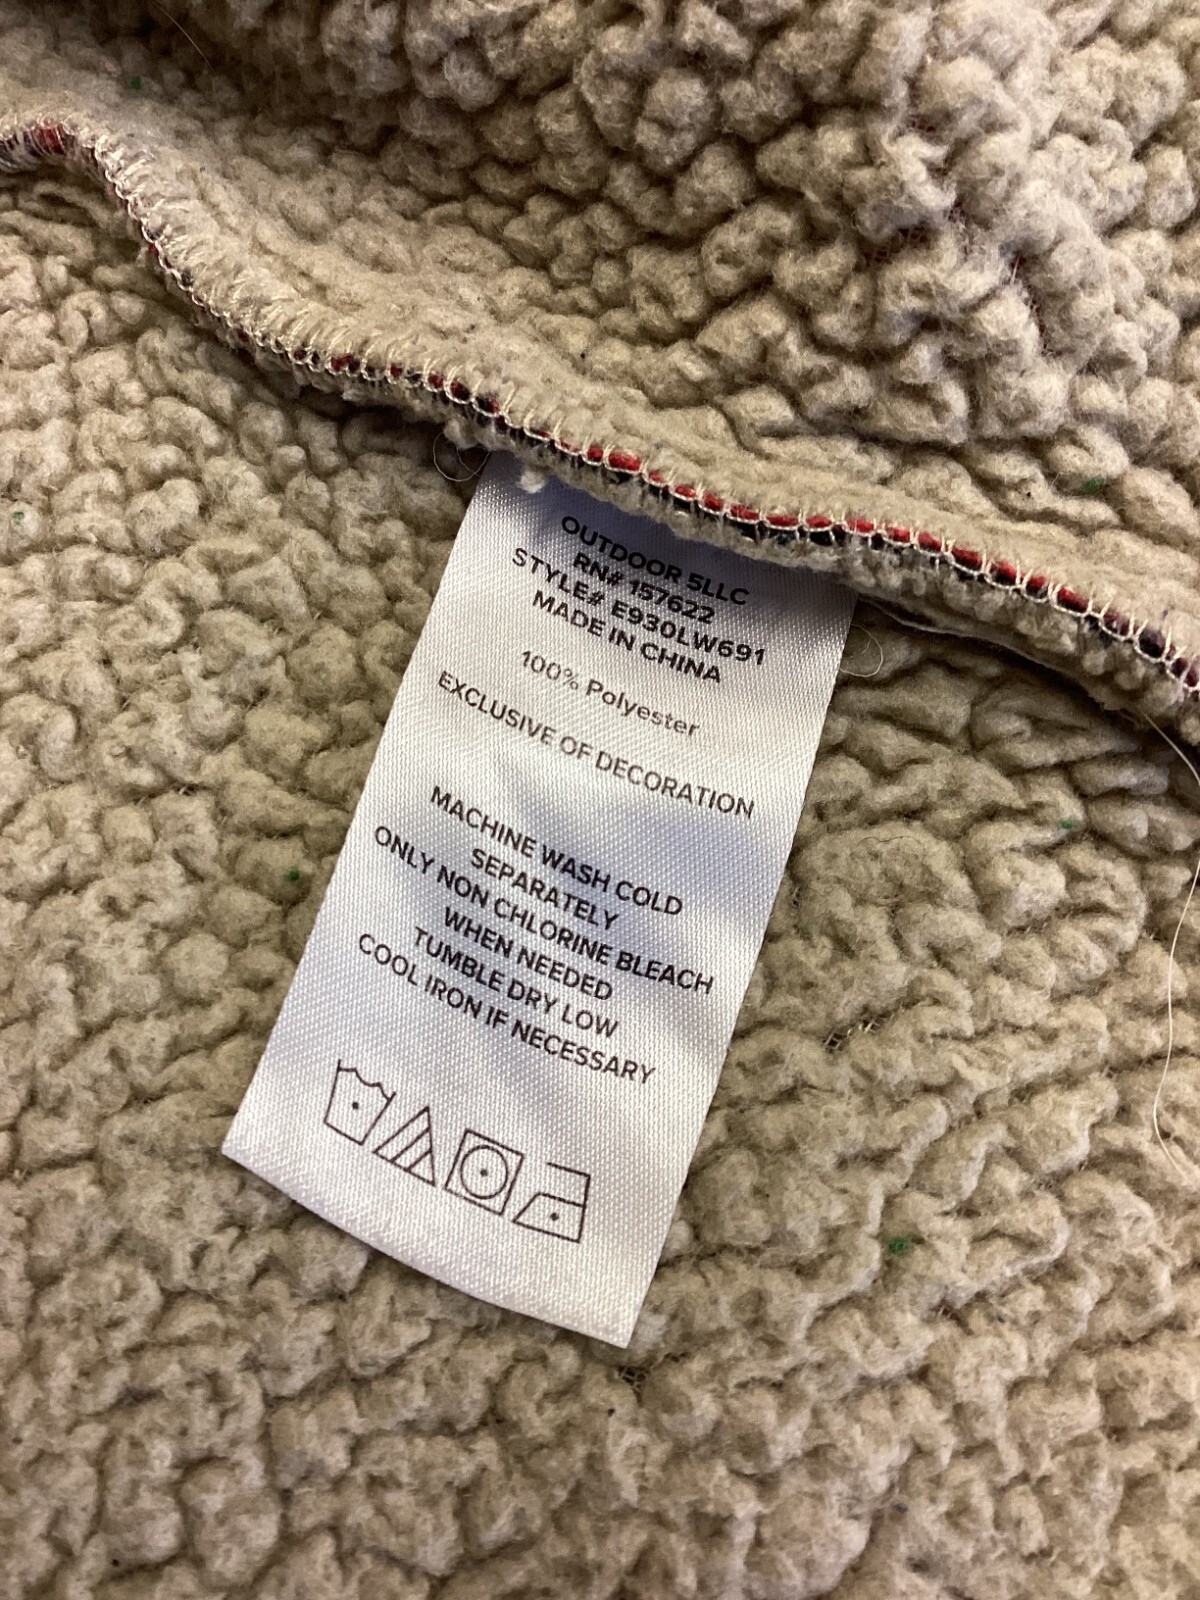 OUTDOOR 5LLC
RN# 157622
STYLE# E930LW691
MADE IN CHINA
100% Polyester
EXCLUSIVE OF DECORATION
MACHINE WASH COLD
SEPARATELY
ONLY NON CHLORINE BLEACH
WHEN NEEDED
TUMBLE DRY LOW
COOL IRON IF NECESSARY